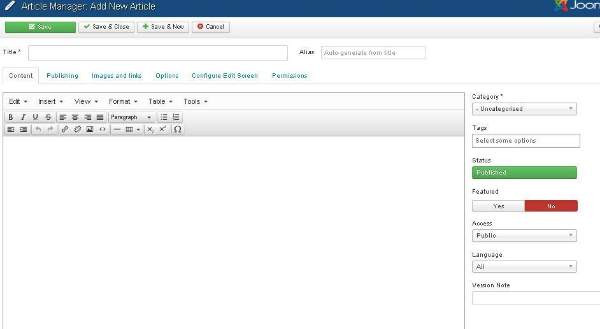 Article Manager: Add New Article
Joom
Save Save & Close Save & New Cancel
Title * Alias Auto-generate from title
Content Publishing Images and links Options Configure Edit Screen Permissions
Edit Insert View Format Table Tools
B I U S Paragraph
X₂ X² Ω
Category *
- Uncategorised
Tags
Select some options
Status
Published
Featured
Yes No
Access
Public
Language
All
Version Note